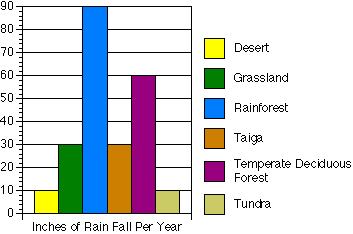 90
80
70
60
50
40
30
20
10
0
Inches of Rain Fall Per Year
Desert
Grassland
Rainforest
Taiga
Temperate Deciduous
Forest
Tundra